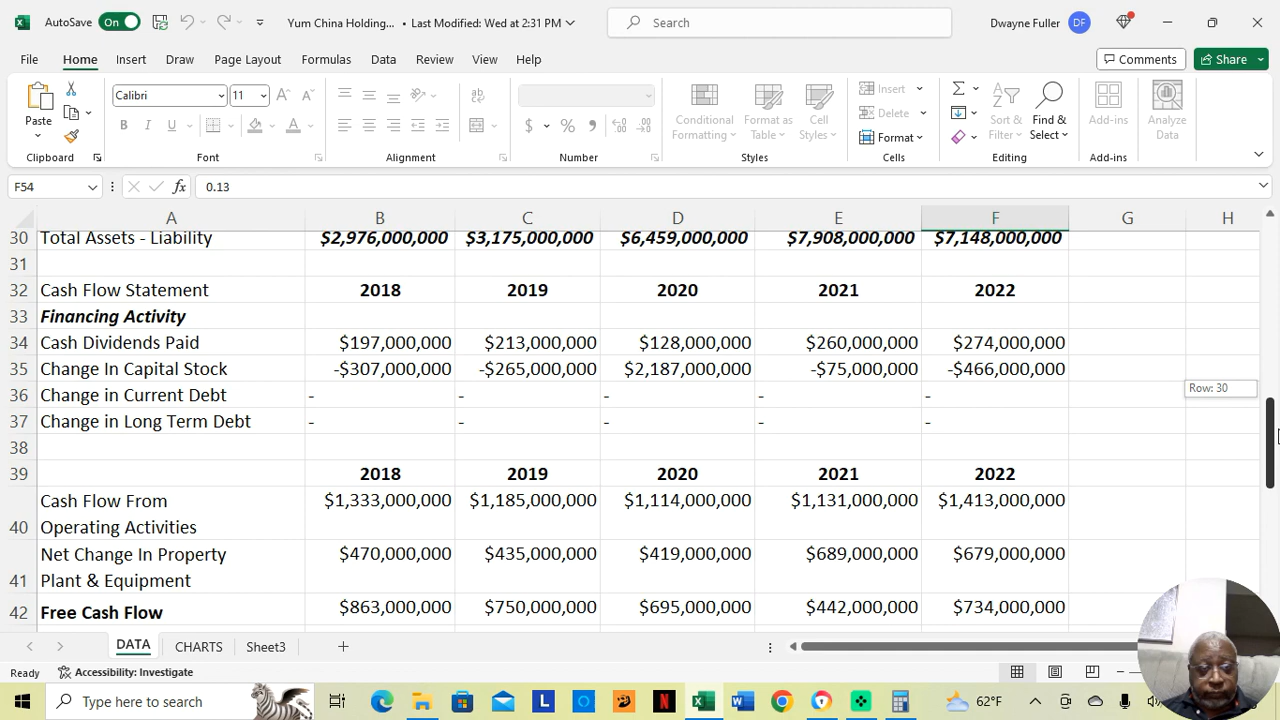 AutoSave On Yum China Holding... • Last Modified: Wed at 2:31 PM Search Dwayne Fuller DF
File Home Insert Draw Page Layout Formulas Data Review View Help Comments Share
Paste Calibri 11 B I U $ % 9 Conditional Formatting Format as Table Cell Styles Insert Delete Format Sort & Filter Find & Select Add-ins Analyze Data
Clipboard Font Alignment Number Styles Cells Editing Add-ins
F54 fx 0.13
A B C D E F G H
30 Total Assets - Liability $2,976,000,000 $3,175,000,000 $6,459,000,000 $7,908,000,000 $7,148,000,000
31
32 Cash Flow Statement 2018 2019 2020 2021 2022
33 Financing Activity
34 Cash Dividends Paid $197,000,000 $213,000,000 $128,000,000 $260,000,000 $274,000,000
35 Change In Capital Stock -$307,000,000 -$265,000,000 $2,187,000,000 -$75,000,000 -$466,000,000
Row: 30
36 Change in Current Debt - - - - -
37 Change in Long Term Debt - - - - -
38
39 2018 2019 2020 2021 2022
Cash Flow From $1,333,000,000 $1,185,000,000 $1,114,000,000 $1,131,000,000 $1,413,000,000
40 Operating Activities
Net Change In Property $470,000,000 $435,000,000 $419,000,000 $689,000,000 $679,000,000
41 Plant & Equipment
42 Free Cash Flow $863,000,000 $750,000,000 $695,000,000 $442,000,000 $734,000,000
DATA CHARTS Sheet3
Ready Accessibility: Investigate
Type here to search L N 62°F